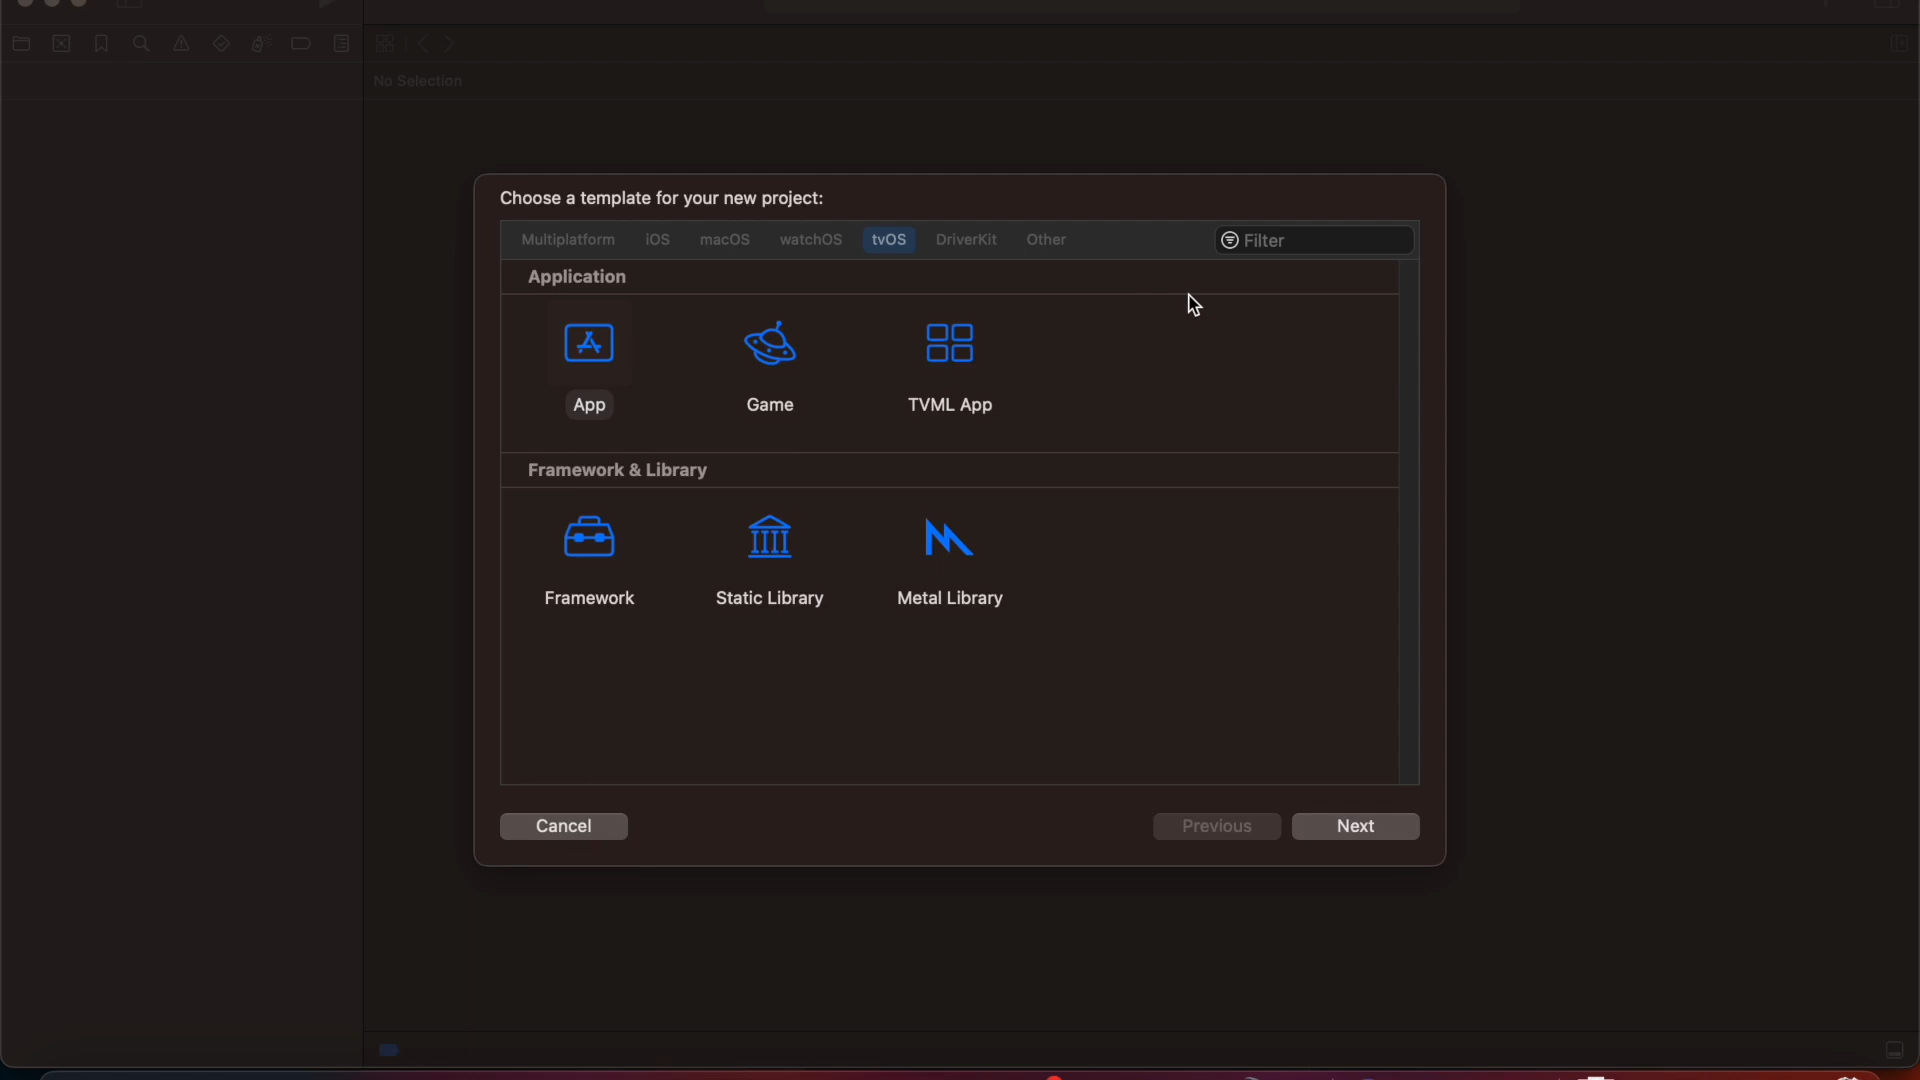 No Selection
Choose a template for your new project:
Multiplatform iOS macOS watchOS tvOS DriverKit Other Filter
Application
App Game TVML App
Framework & Library
Framework Static Library Metal Library
Cancel Previous Next